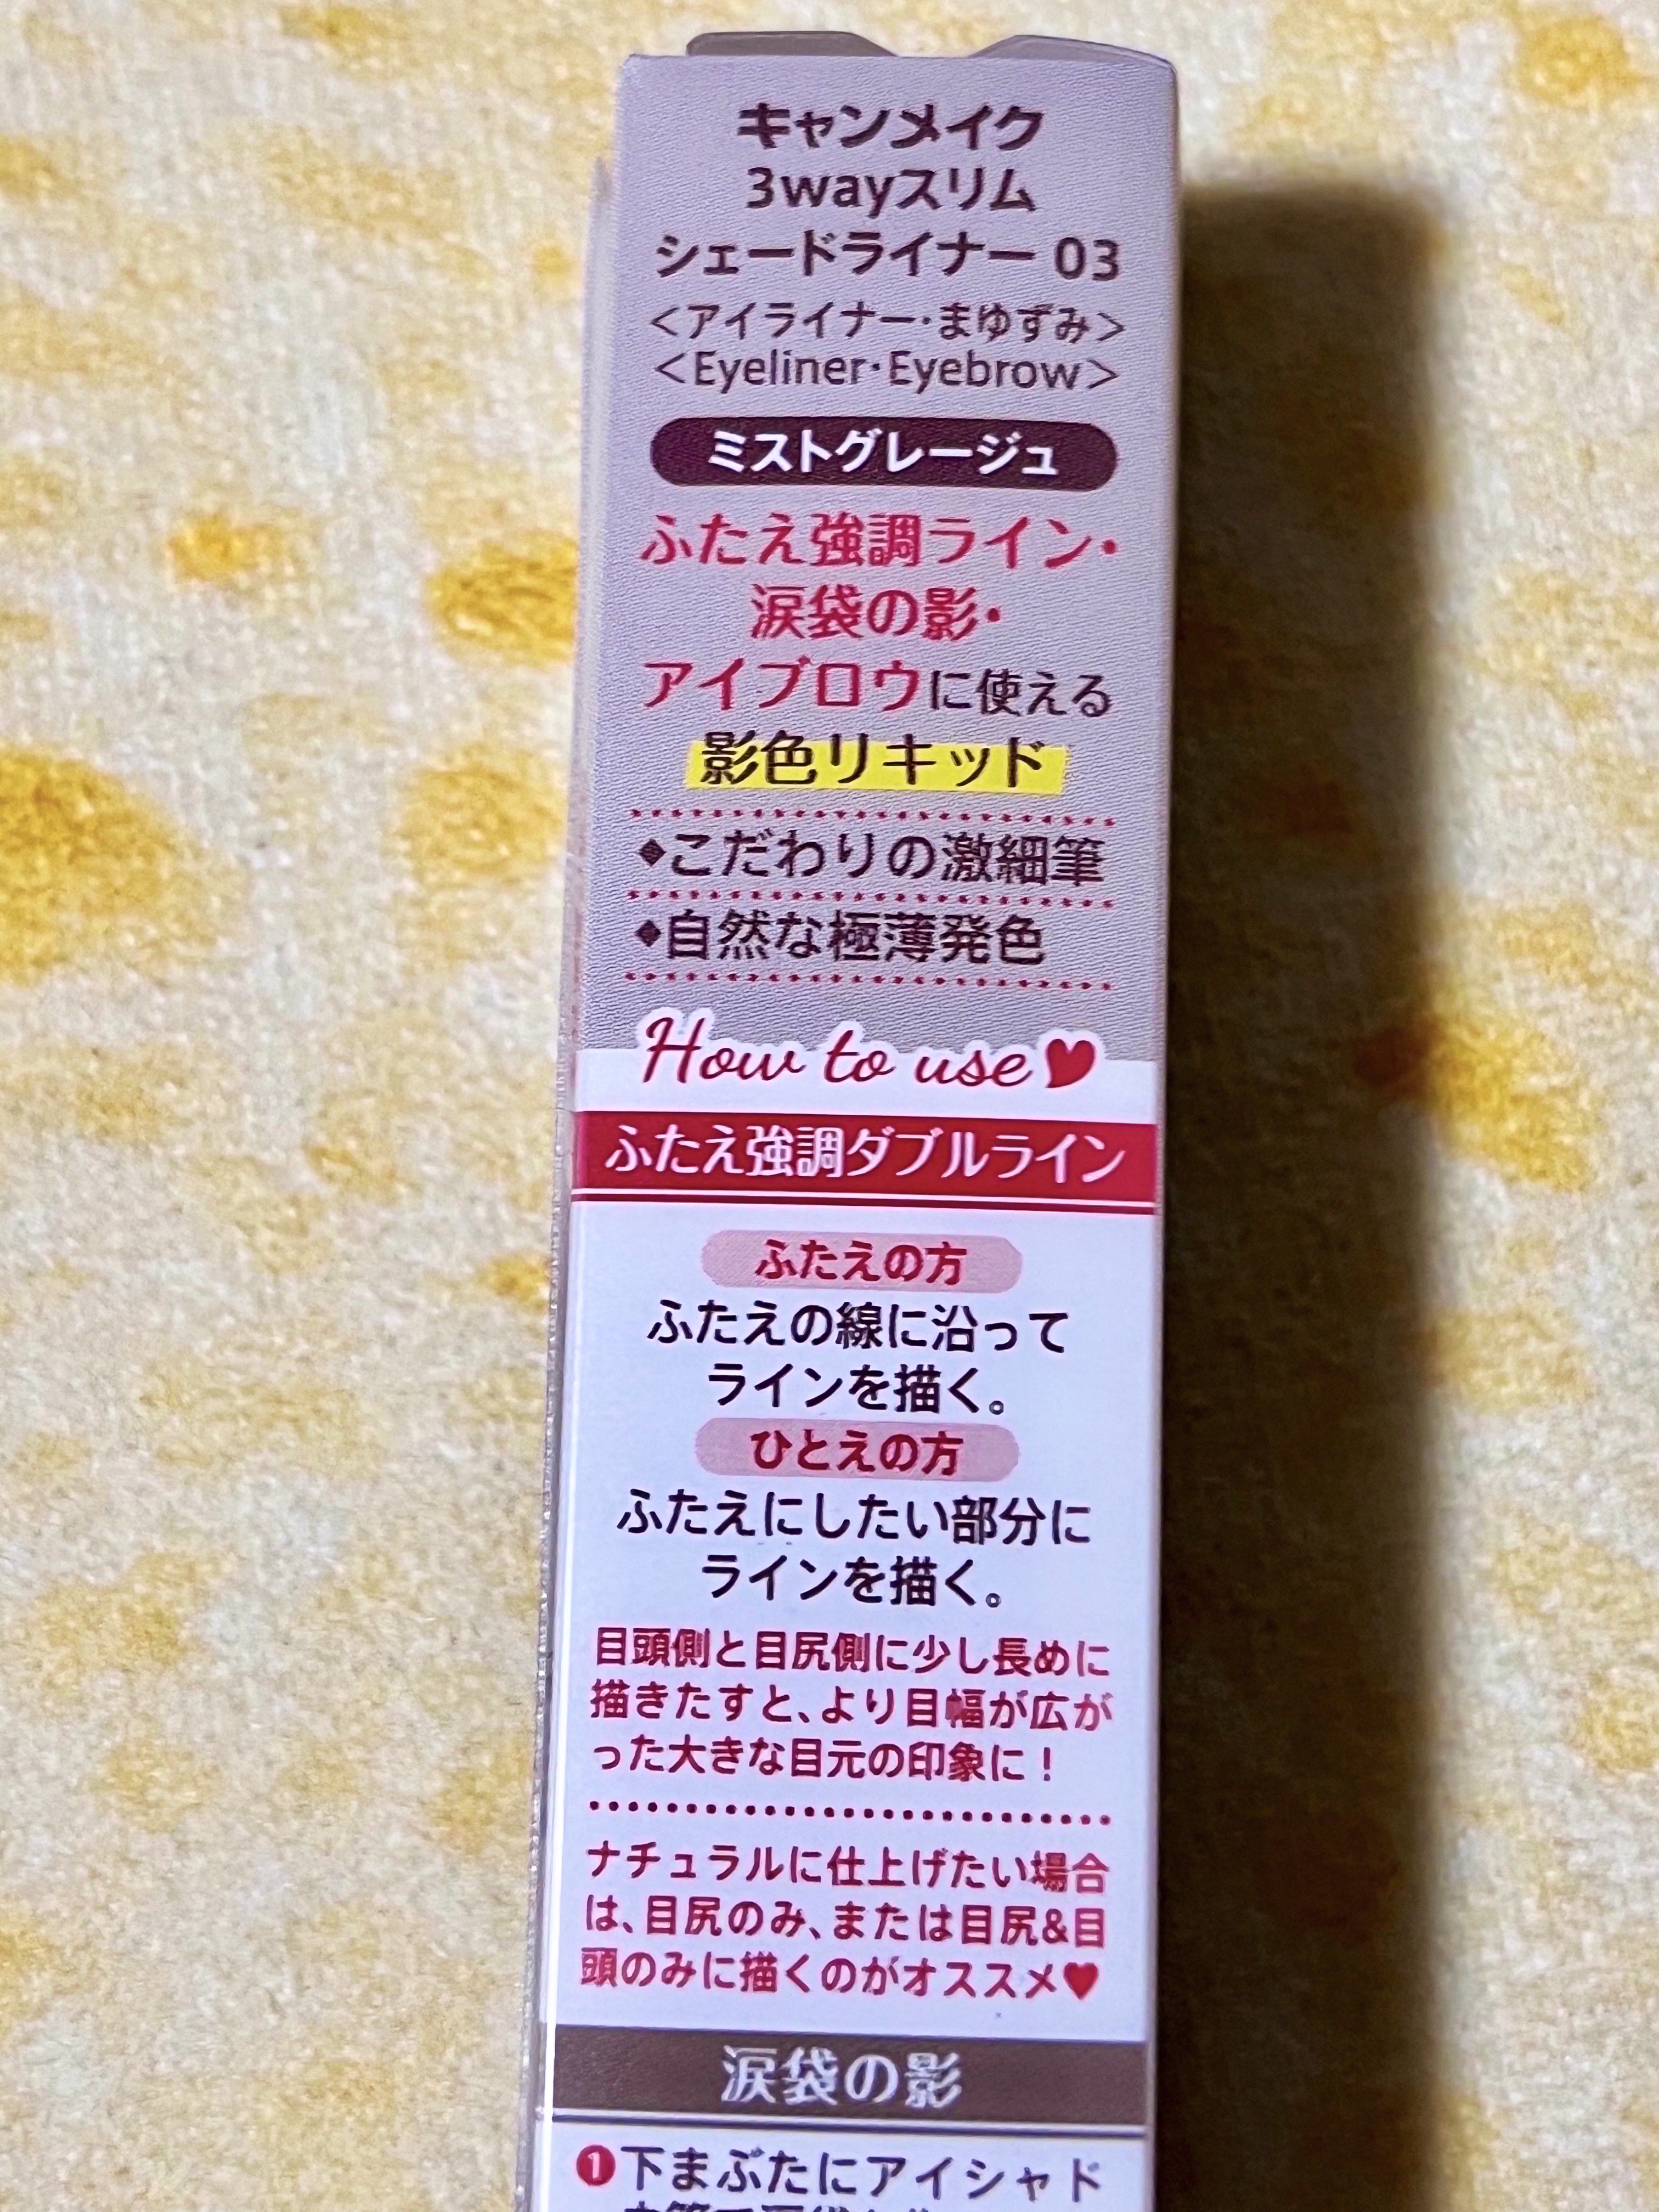 キャンメイク
3wayスリム
シェードライナー 03
<アイライナー・まゆずみ>
<Eyeliner・Eyebrow>
ミストグレージュ
ふたえ強調ライン・
涙袋の影・
アイブロウに使える
影色リキッド
◆こだわりの激細筆
◆自然な極薄発色
How to use♥
ふたえ強調ダブルライン
ふたえの方
ふたえの線に沿って
ラインを描く。
ひとえの方
ふたえにしたい部分に
ラインを描く。
目頭側と目尻側に少し長めに
描きたすと、より目幅が広が
った大きな目元の印象に!
ナチュラルに仕上げたい場合
は、目尻のみ、または目尻&目
頭のみに描くのがオススメ♥
涙袋の影
❶下まぶたにアイシャド